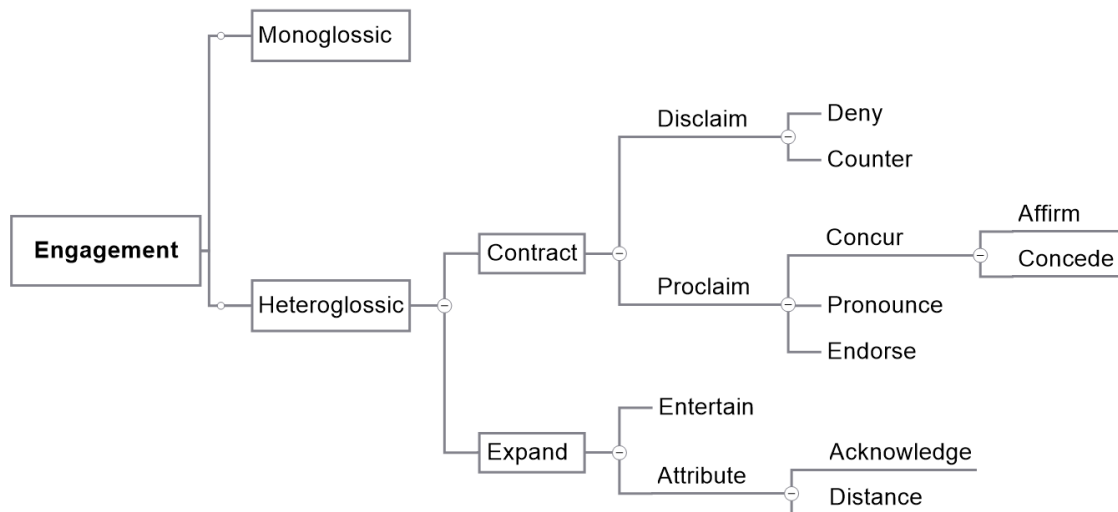 Monoglossic
Disclaim
Deny
Counter
Engagement
Contract
Concur
Affirm
Concede
Heteroglossic
Proclaim
Pronounce
Endorse
Entertain
Expand
Attribute
Acknowledge
Distance